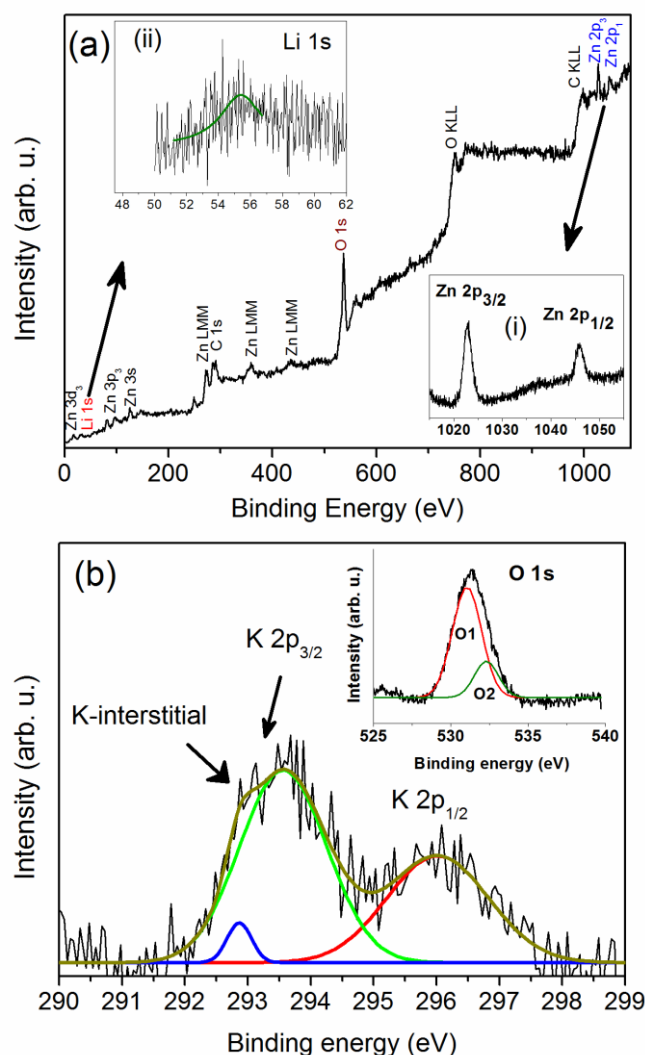 (a)
(ii)
Li 1s
48 50 52 54 56 58 60 62
Intensity (arb. u.)
Zn 3d₃
Li 1s
Zn 3p₃
Zn 3s
Zn LMM
C 1s
Zn LMM
Zn LMM
O 1s
O KLL
C KLL
Zn 2p₃
Zn 2p₁
Zn 2p₃/₂
(i)
Zn 2p₁/₂
1020 1030 1040 1050
0 200 400 600 800 1000
Binding Energy (eV)
(b)
K 2p₃/₂
K-interstitial
K 2p₁/₂
Intensity (arb. u.)
O 1s
O1
O2
Intensity (arb. u.)
525 530 535 540
Binding energy (eV)
290 291 292 293 294 295 296 297 298 299
Binding energy (eV)